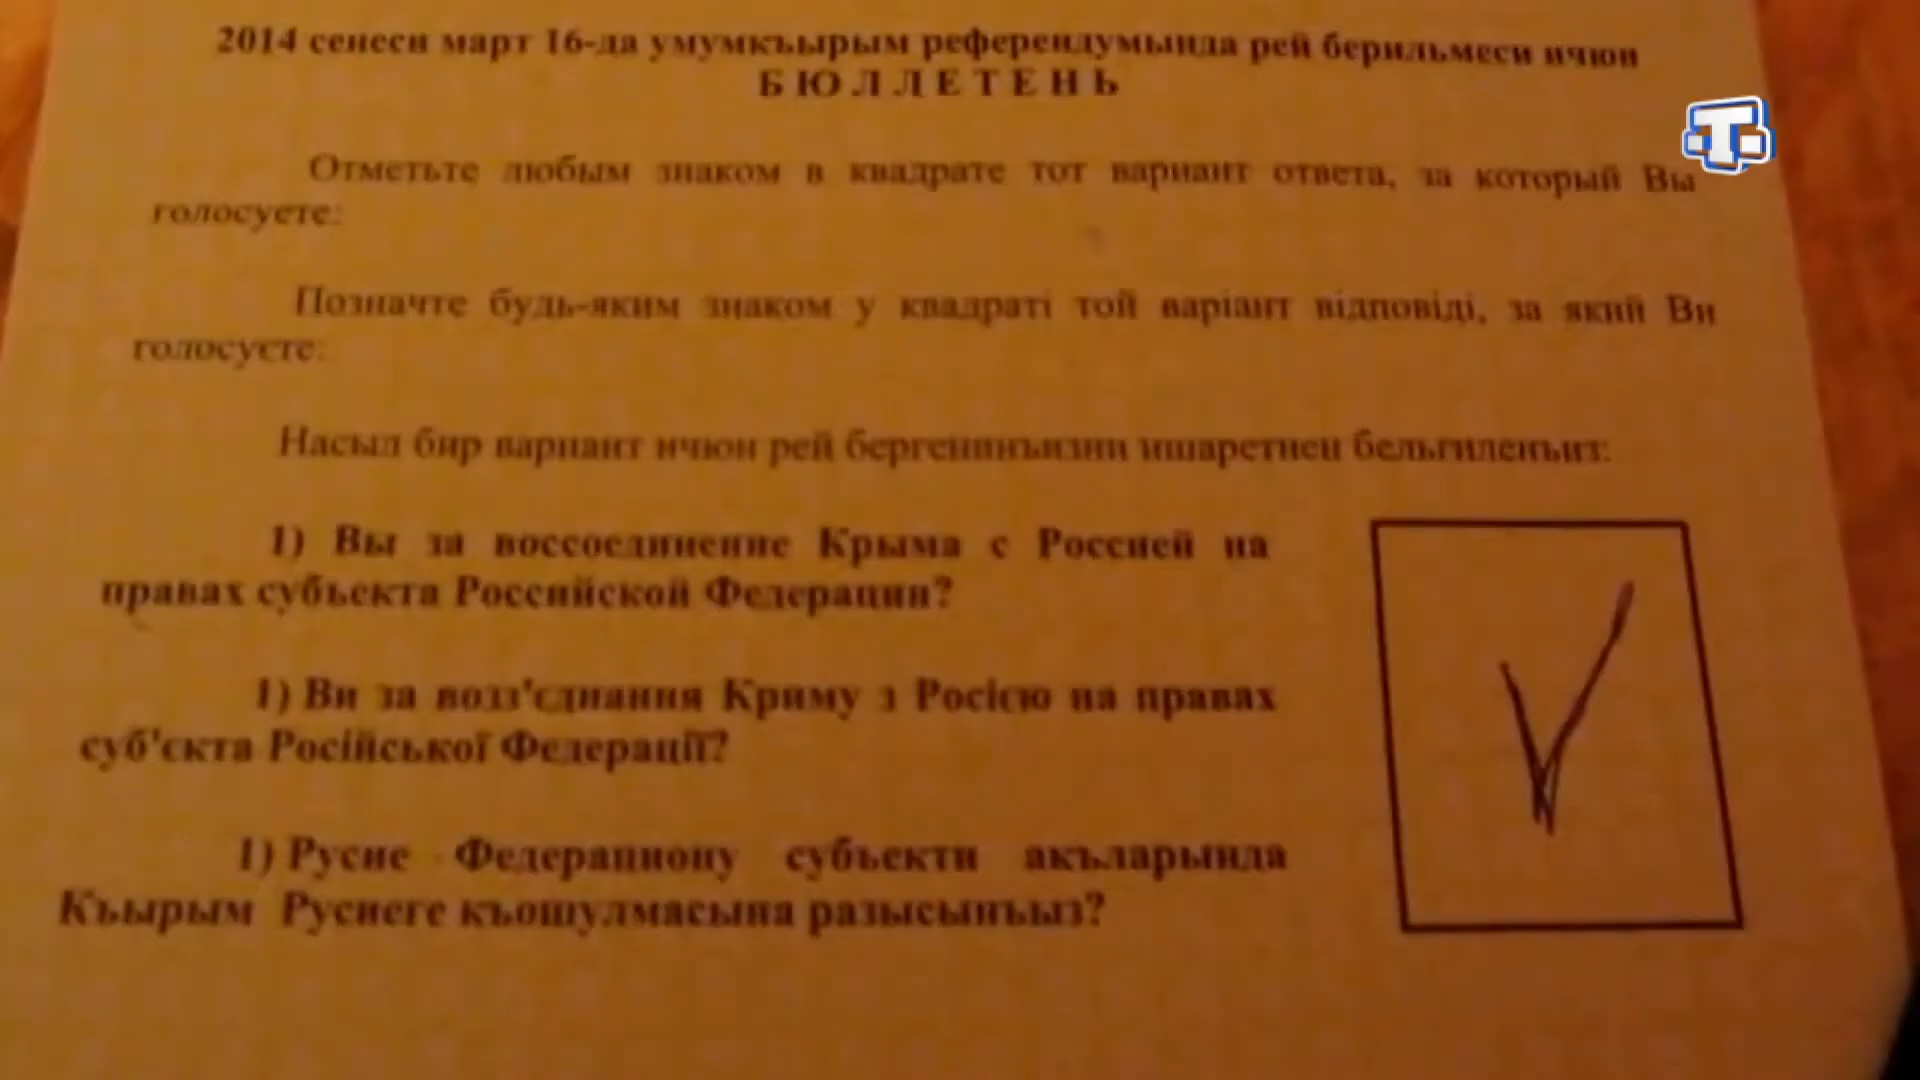 2014 сенеси март 16-да умумкъырым референдумында рей берильмеси ичюн
БЮЛЛЕТЕНЬ
Отметьте любым знаком в квадрате тот вариант ответа, за который Вы
голосуете:
Позначте будь-яким знаком у квадраті той варіант відповіді, за який Ви
голосуєте:
Насыл бир вариант ичюн рей бергенинъизни ишаретнен бельгиленъиз:
1) Вы за воссоединение Крыма с Россией на
правах субъекта Российской Федерации?
1) Ви за возз'єднання Криму з Росією на правах
суб'єкта Російської Федерації?
1) Русие Федерациону субъекти акъларында
Къырым Русиеге къошулмасына разысынъыз?
Т